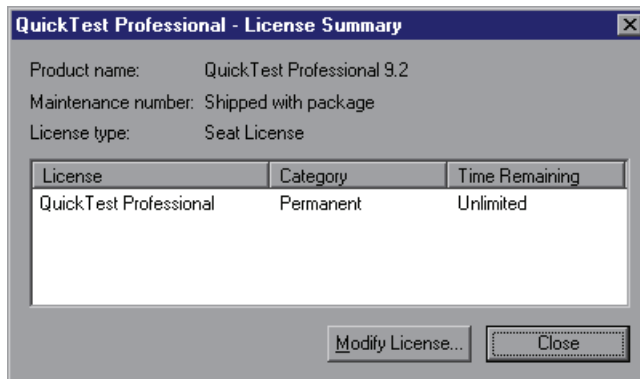 QuickTest Professional - License Summary
Product name: QuickTest Professional 9.2
Maintenance number: Shipped with package
License type: Seat License
License Category Time Remaining
QuickTest Professional Permanent Unlimited
Modify License... Close